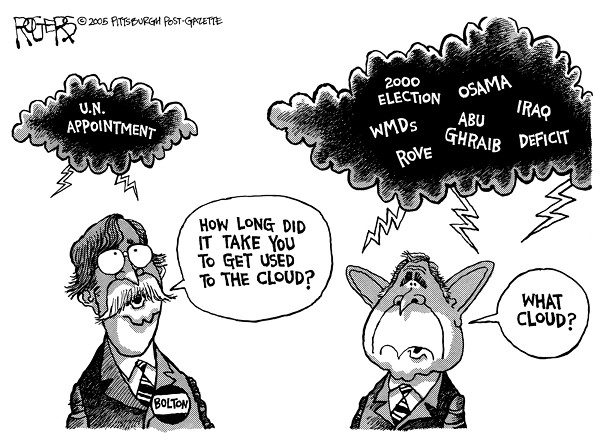 ROGERS © 2005 PITTSBURGH POST-GAZETTE
U.N.
APPOINTMENT
2000
ELECTION
OSAMA
IRAQ
WMDs
ABU
GHRAIB
DEFICIT
ROVE
HOW LONG DID
IT TAKE YOU
TO GET USED
TO THE CLOUD?
WHAT
CLOUD?
BOLTON